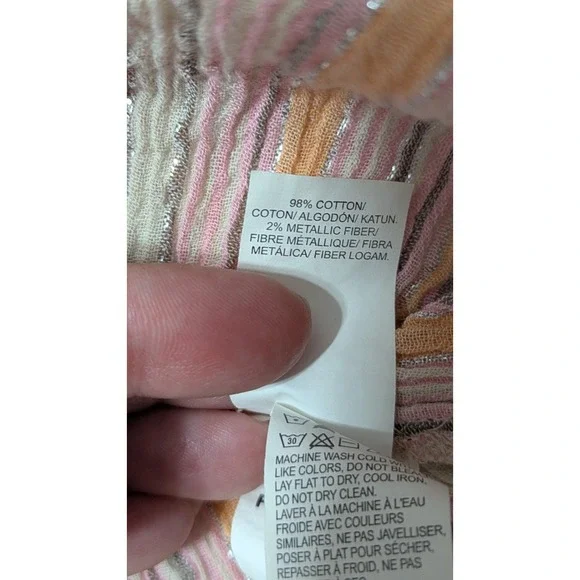 98% COTTON/
COTON/ ALGODÓN/ KATUN.
2% METALLIC FIBER/
FIBRE MÉTALLIQUE/ FIBRA
METÁLICA/ FIBER LOGAM.
30
MACHINE WASH COLD
LIKE COLORS, DO NOT
LAY FLAT TO DRY, COOL IRON,
DO NOT DRY CLEAN.
LAVER À LA MACHINE À L'EAU
FROIDE AVEC COULEURS
SIMILAIRES, NE PAS JAVELLISER,
POSER À PLAT POUR SÉCHER,
REPASSER À FROID, NE PAS